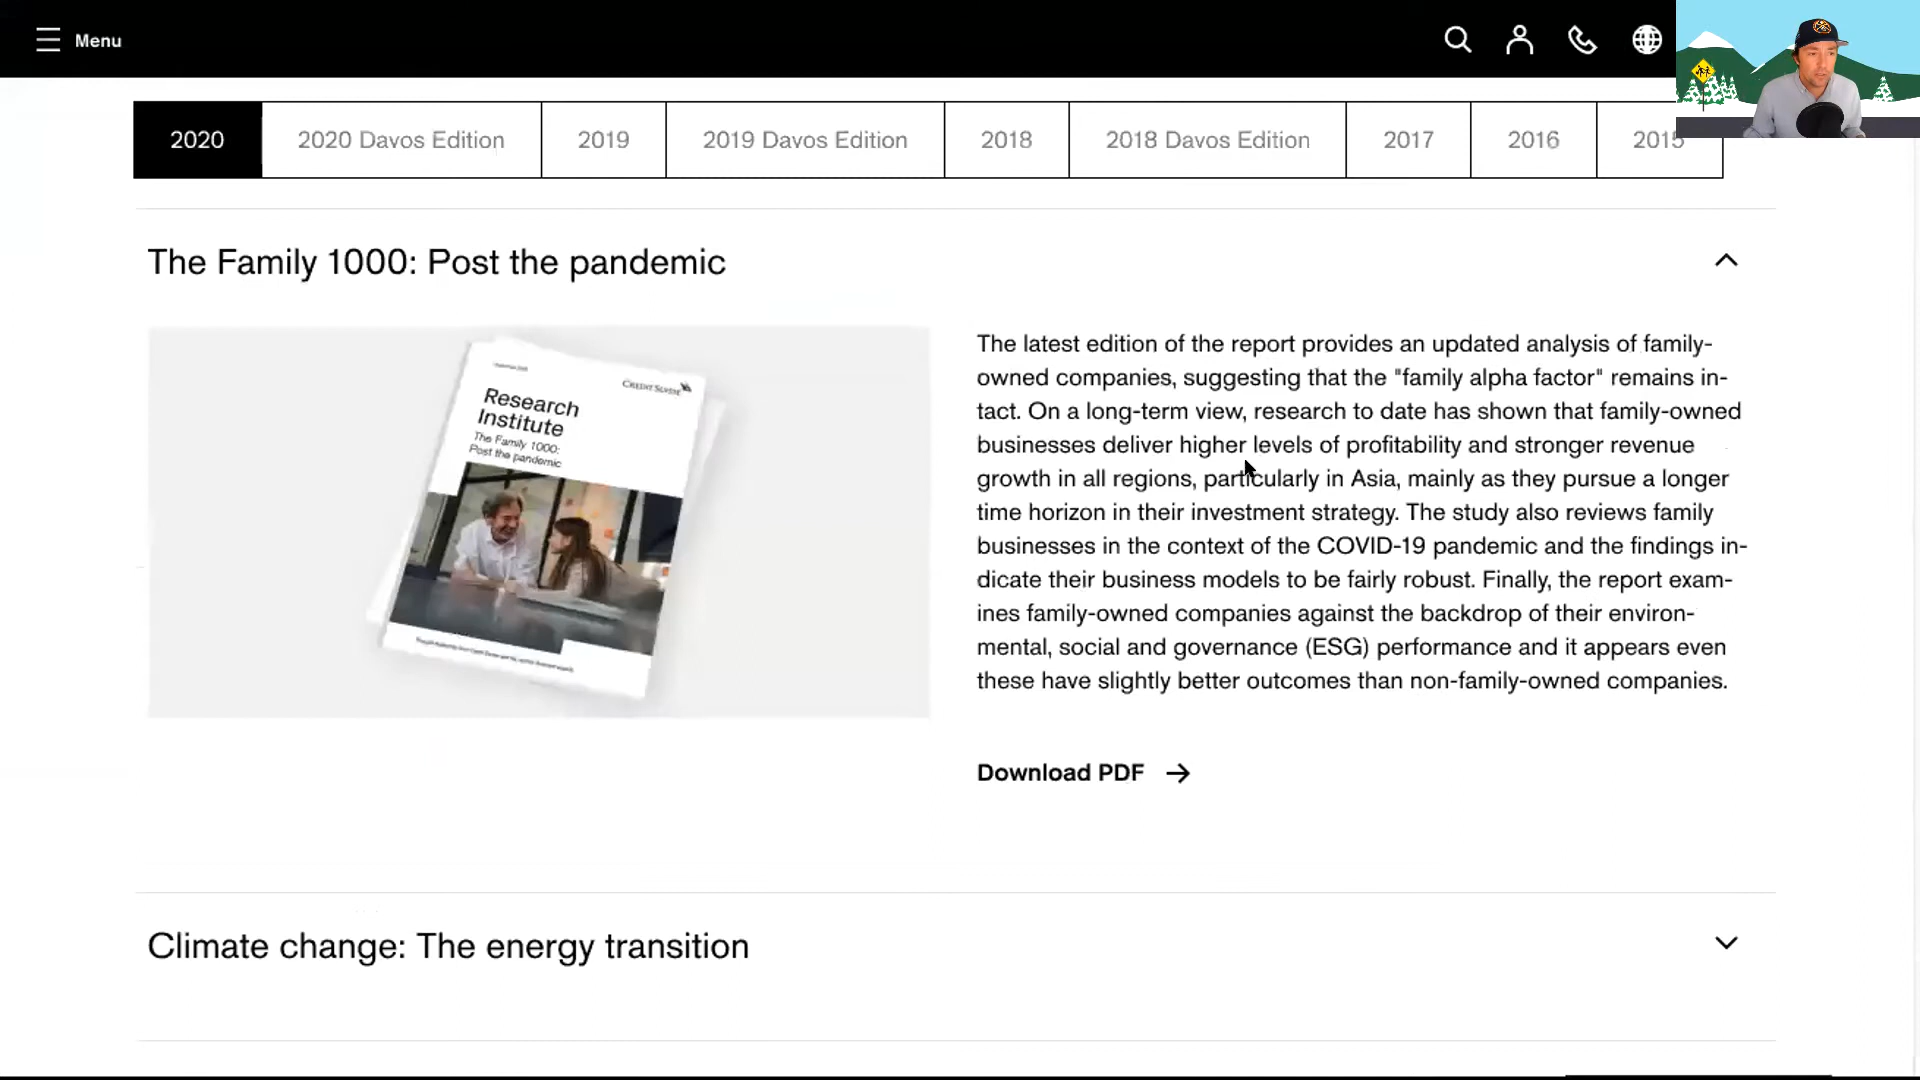 Menu
2020
2020 Davos Edition
2019
2019 Davos Edition
2018
2018 Davos Edition
2017
2016
2015
The Family 1000: Post the pandemic
CREDIT SUISSE
Research
Institute
The Family 1000:
Post the pandemic
The latest edition of the report provides an updated analysis of family-
owned companies, suggesting that the "family alpha factor" remains in-
tact. On a long-term view, research to date has shown that family-owned
businesses deliver higher levels of profitability and stronger revenue
growth in all regions, particularly in Asia, mainly as they pursue a longer
time horizon in their investment strategy. The study also reviews family
businesses in the context of the COVID-19 pandemic and the findings in-
dicate their business models to be fairly robust. Finally, the report exam-
ines family-owned companies against the backdrop of their environ-
mental, social and governance (ESG) performance and it appears even
these have slightly better outcomes than non-family-owned companies.
Download PDF
Climate change: The energy transition